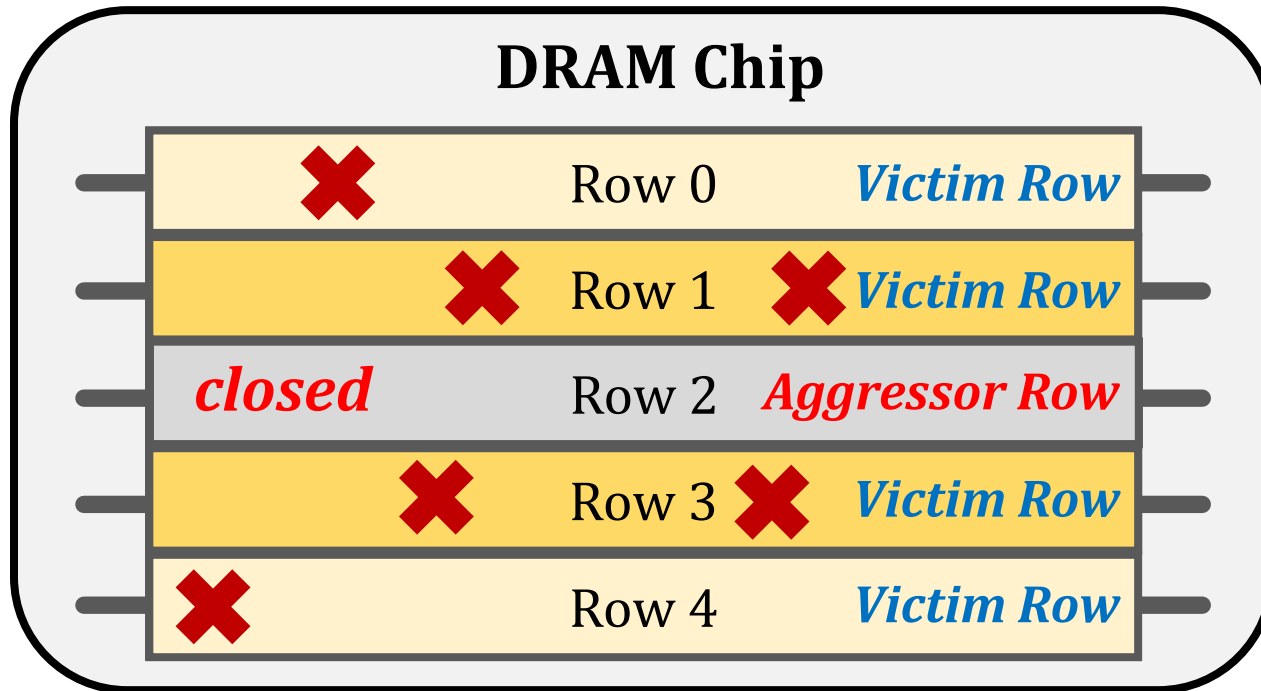 DRAM Chip
Row 0 Victim Row
Row 1 Victim Row
closed Row 2 Aggressor Row
Row 3 Victim Row
Row 4 Victim Row